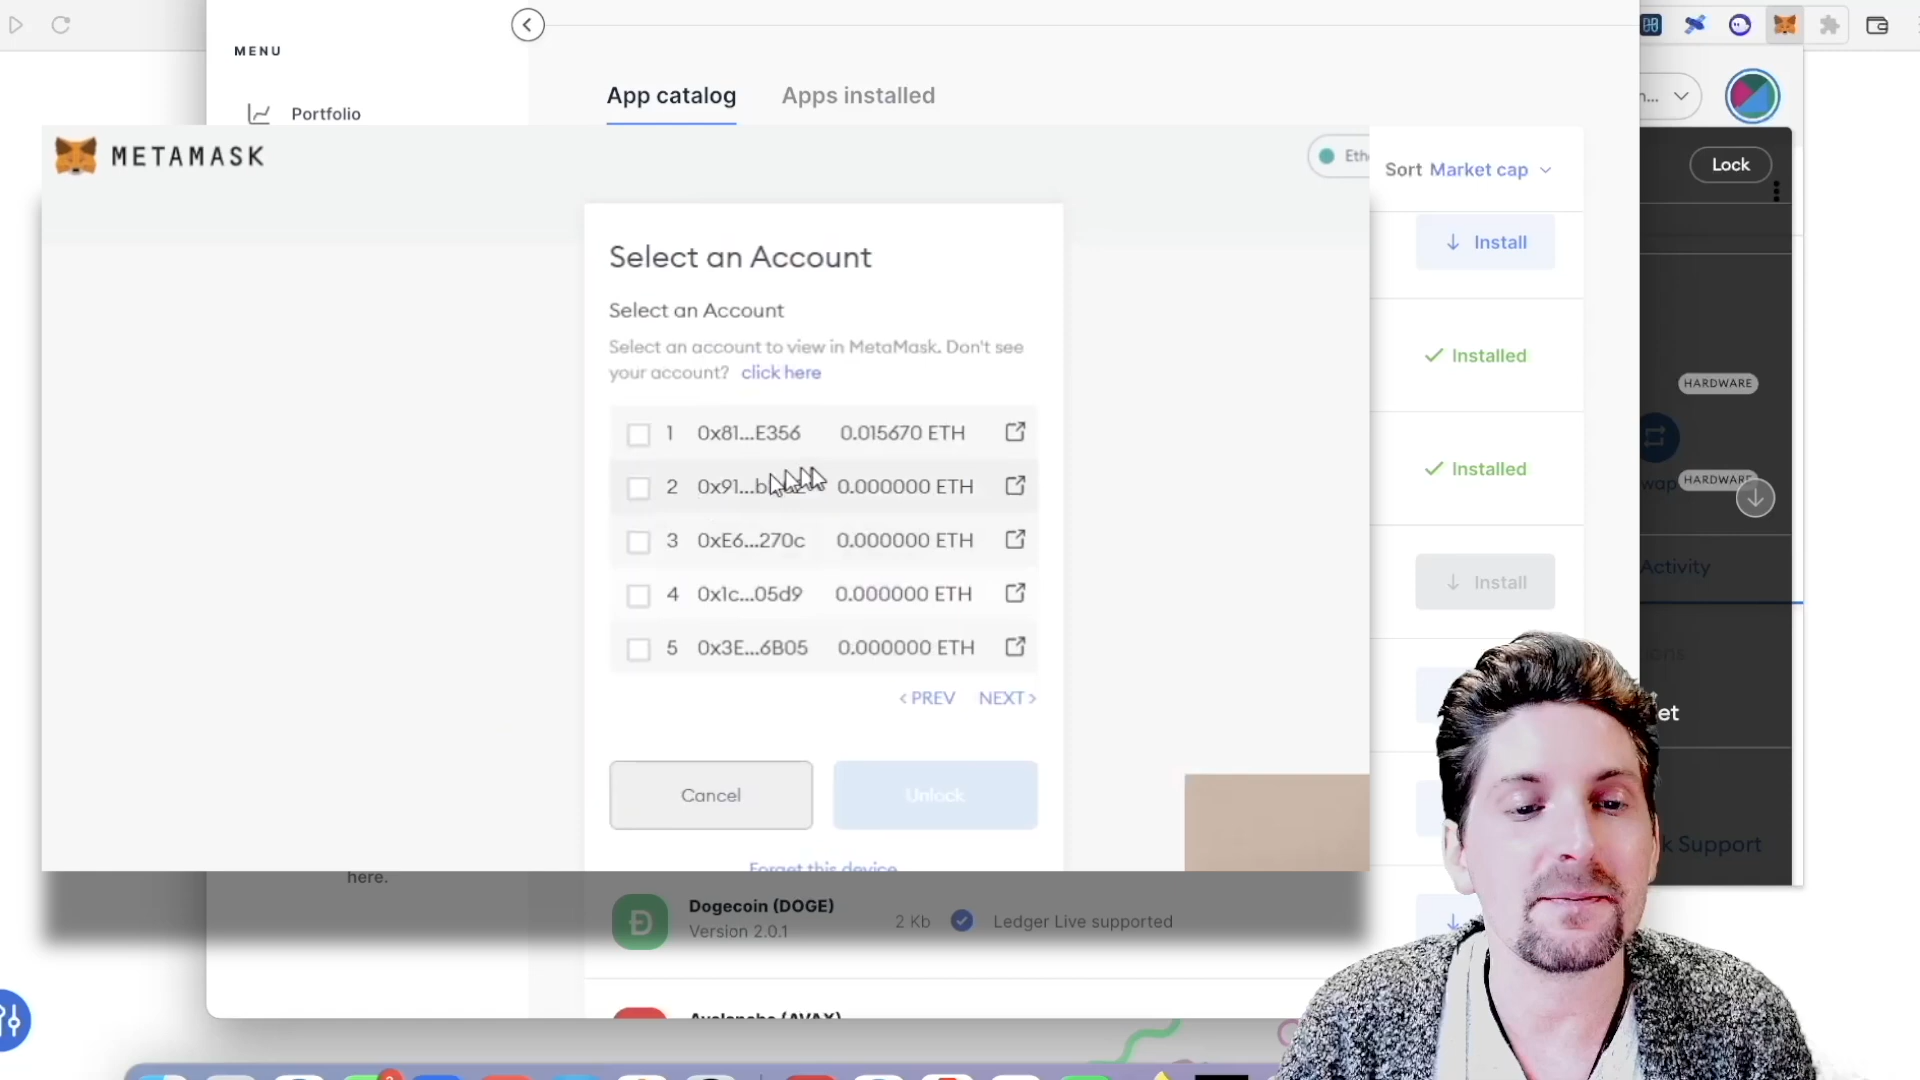 MENU
Portfolio
App catalog
Apps installed
METAMASK
Lock
Sort Market cap
Install
Select an Account
Select an Account
Select an account to view in MetaMask. Don't see
your account? click here
Installed
HARDWARE
1 0x81...E356 0.015670 ETH
2 0x91...b 0.000000 ETH
Installed
HARDWARE
3 0xE6...270c 0.000000 ETH
Activity
4 0x1c...05d9 0.000000 ETH
Install
5 0x3E...6B05 0.000000 ETH
< PREV NEXT >
Cancel
Unlock
Support
Forget this device
here.
Dogecoin (DOGE)
Version 2.0.1
2 Kb
Ledger Live supported
Avalanche (AVAX)